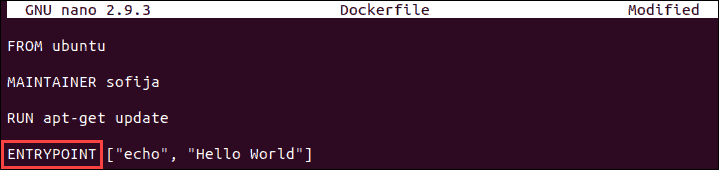 GNU nano 2.9.3 Dockerfile Modified
FROM ubuntu
MAINTAINER sofija
RUN apt-get update
ENTRYPOINT ["echo", "Hello World"]